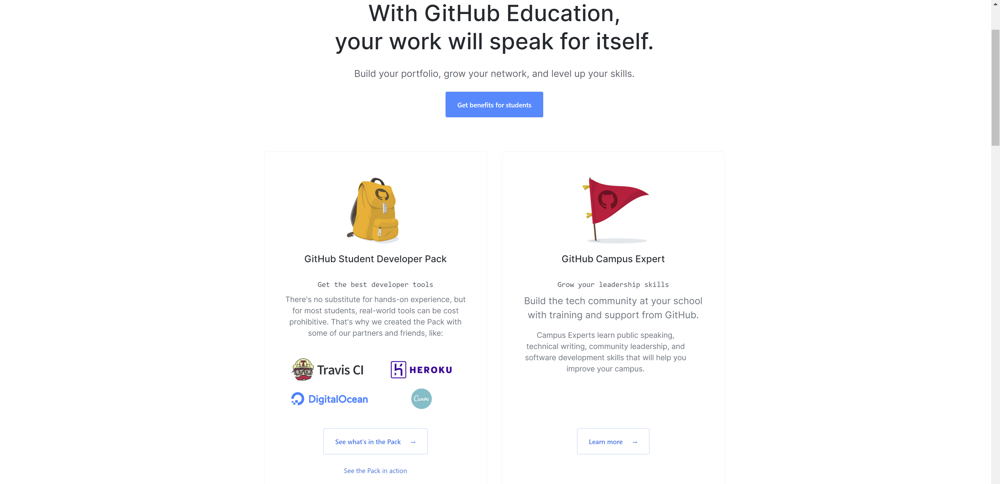 With GitHub Education,
your work will speak for itself.
Build your portfolio, grow your network, and level up your skills.
Get benefits for students
GitHub Student Developer Pack
Get the best developer tools
There's no substitute for hands-on experience, but
for most students, real-world tools can be cost
prohibitive. That's why we created the Pack with
some of our partners and friends, like:
T
Travis CI
HEROKU
DigitalOcean
Canva
See what's in the Pack →
See the Pack in action
GitHub Campus Expert
Grow your leadership skills
Build the tech community at your school
with training and support from GitHub.
Campus Experts learn public speaking,
technical writing, community leadership, and
software development skills that will help you
improve your campus.
Learn more →